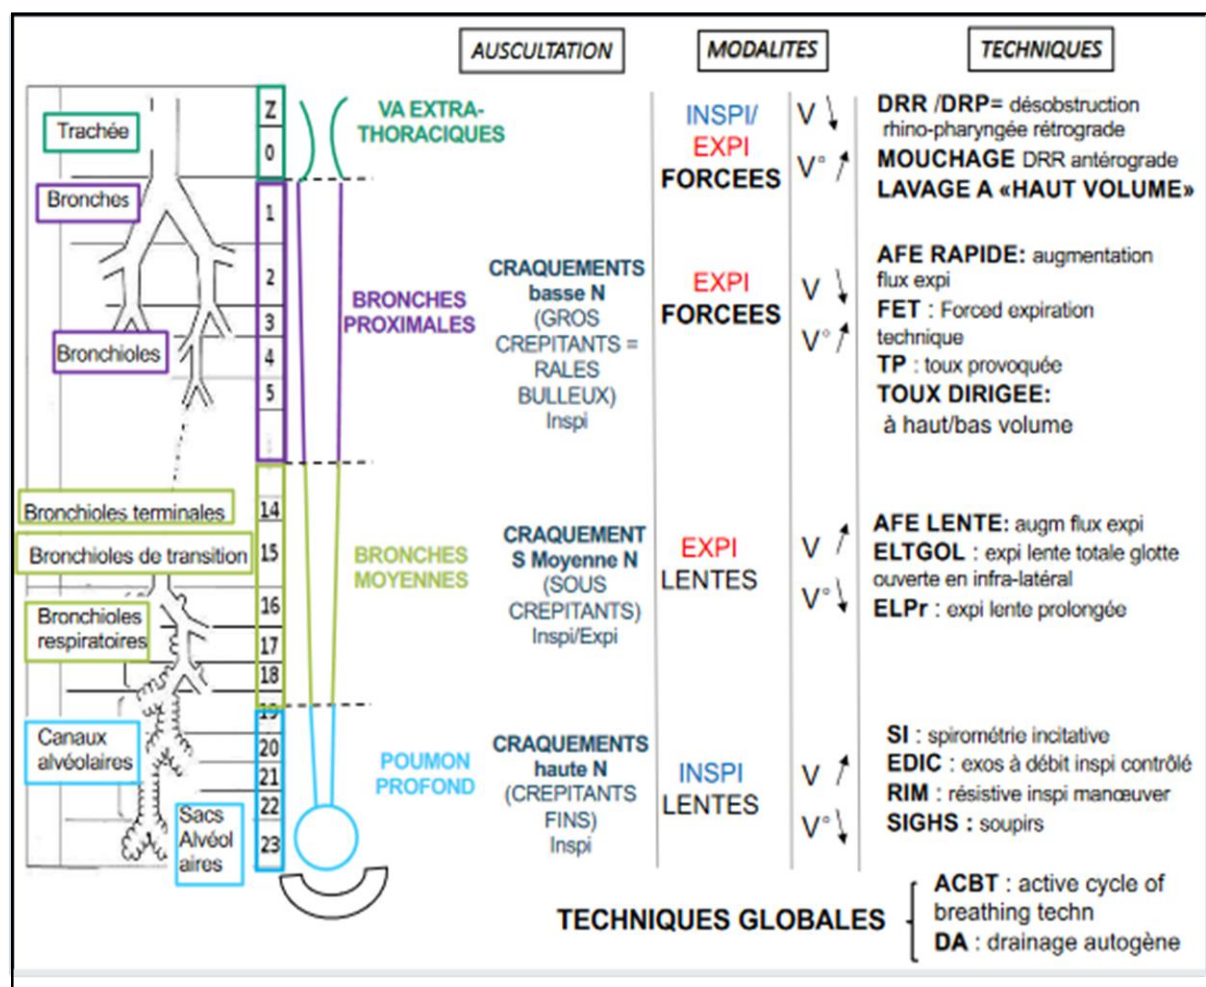 AUSCULTATION
MODALITES
TECHNIQUES
Trachée
Bronches
Bronchioles
Bronchioles terminales
Bronchioles de transition
Bronchioles
respiratoires
Canaux
alvéolaires
Sacs
Alvéol
aires
Z
0
1
2
3
4
5
14
15
16
17
18
19
20
21
22
23
VA EXTRA-
THORACIQUES
INSPI/
EXPI
FORCEES
V
V°
DRR /DRP= désobstruction
rhino-pharyngée rétrograde
MOUCHAGE DRR antérograde
LAVAGE A «HAUT VOLUME»
BRONCHES
PROXIMALES
CRAQUEMENTS
basse N
(GROS
CREPITANTS =
RALES
BULLEUX)
Inspi
EXPI
FORCEES
V
V°
AFE RAPIDE: augmentation
flux expi
FET : Forced expiration
technique
TP : toux provoquée
TOUX DIRIGEE:
à haut/bas volume
BRONCHES
MOYENNES
CRAQUEMENT
S Moyenne N
(SOUS
CREPITANTS)
Inspi/Expi
EXPI
LENTES
V
V°
AFE LENTE: augm flux expi
ELTGOL : expi lente totale glotte
ouverte en infra-latéral
ELPr : expi lente prolongée
POUMON
PROFOND
CRAQUEMENTS
haute N
(CREPITANTS
FINS)
Inspi
INSPI
LENTES
V
V°
SI : spirométrie incitative
EDIC : exos à débit inspi contrôlé
RIM : résistive inspi manœuver
SIGHS : soupirs
TECHNIQUES GLOBALES
ACBT : active cycle of
breathing techn
DA : drainage autogène